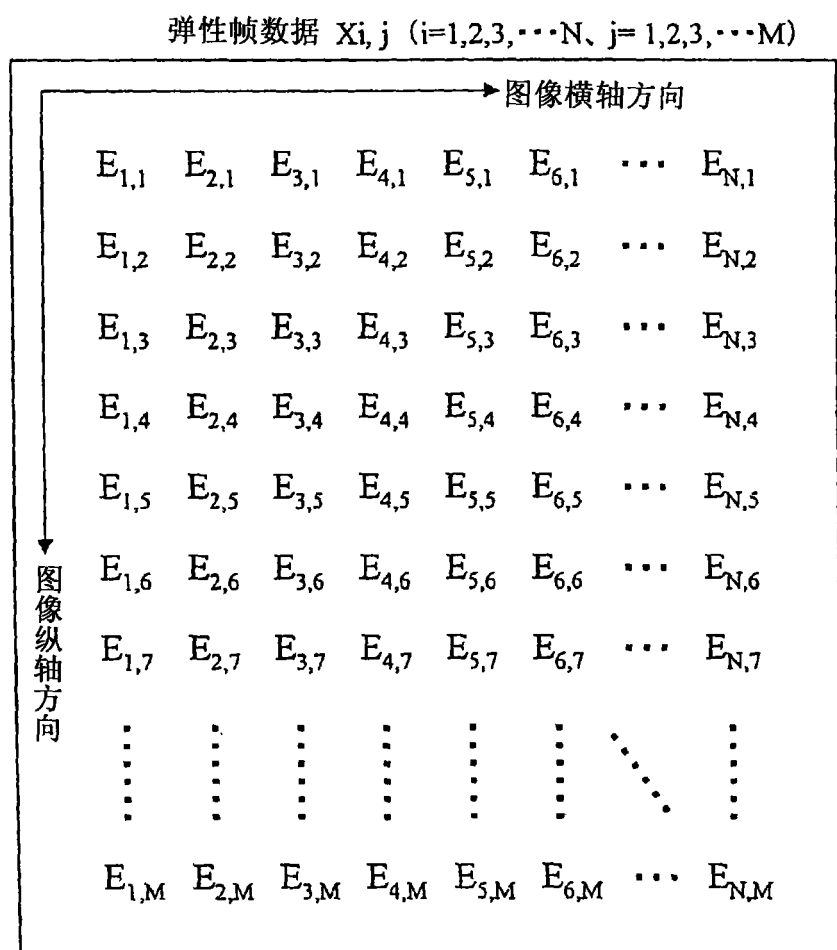 弹性帧数据 Xi, j (i=1,2,3,···N、j= 1,2,3,···M)
图像横轴方向
E1,1 E2,1 E3,1 E4,1 E5,1 E6,1 ··· EN,1
E1,2 E2,2 E3,2 E4,2 E5,2 E6,2 ··· EN,2
E1,3 E2,3 E3,3 E4,3 E5,3 E6,3 ··· EN,3
E1,4 E2,4 E3,4 E4,4 E5,4 E6,4 ··· EN,4
E1,5 E2,5 E3,5 E4,5 E5,5 E6,5 ··· EN,5
E1,6 E2,6 E3,6 E4,6 E5,6 E6,6 ··· EN,6
E1,7 E2,7 E3,7 E4,7 E5,7 E6,7 ··· EN,7
E1,M E2,M E3,M E4,M E5,M E6,M ··· EN,M
图像纵轴方向